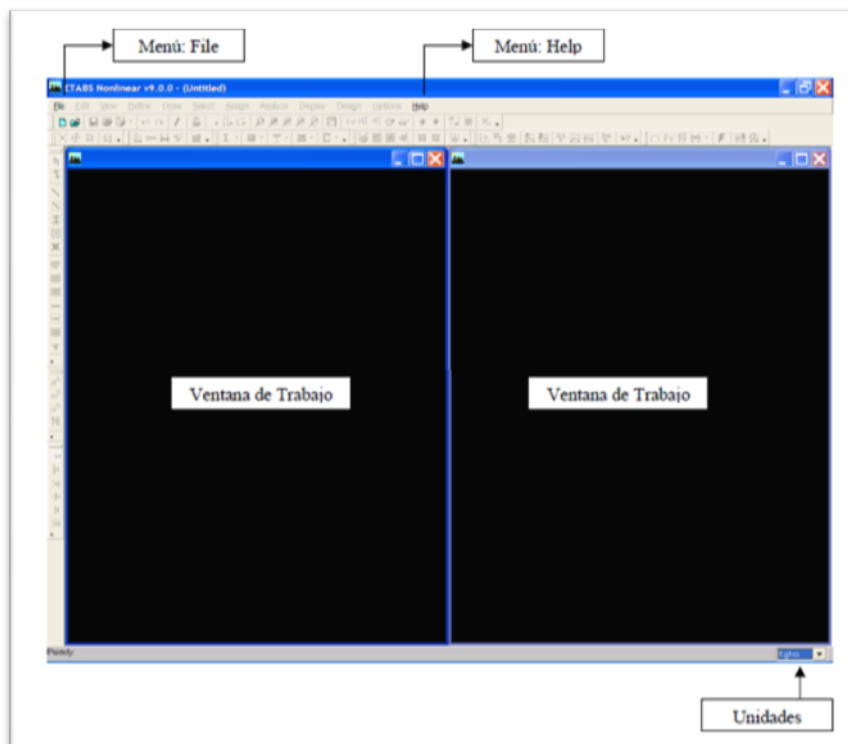 Menú: File
Menú: Help
ETABS Nonlinear v9.0.0 - (Untitled)
File Edit View Define Draw Select Assign Analyze Display Design Options Help
Ventana de Trabajo
Ventana de Trabajo
Ready
Unidades